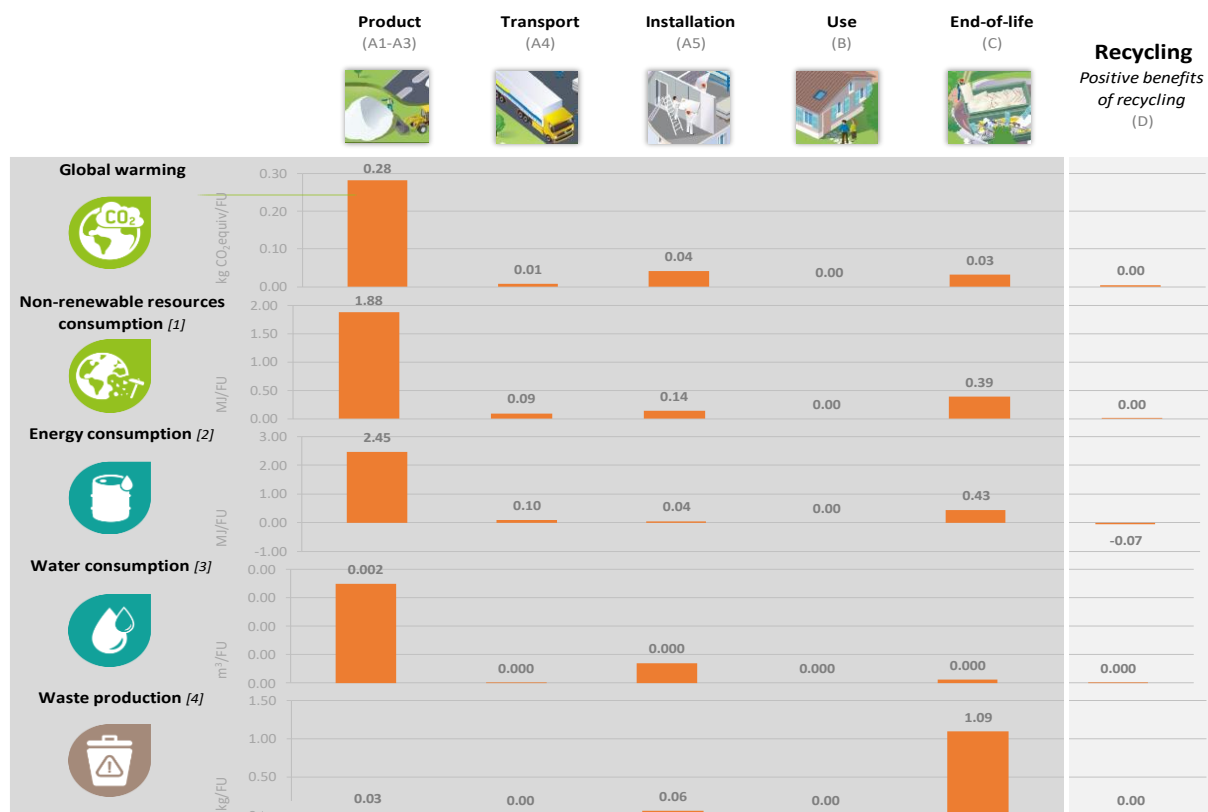 Product
(A1-A3)
Transport
(A4)
Installation
(A5)
Use
(B)
End-of-life
(C)
Recycling
Positive benefits
of recycling
(D)
Global warming
CO₂
kg CO₂equiv/FU
0.30
0.20
0.10
0.00
0.28
0.01
0.04
0.00
0.03
0.00
Non-renewable resources
consumption [1]
MJ/FU
2.00
1.50
1.00
0.50
0.00
1.88
0.09
0.14
0.00
0.39
0.00
Energy consumption [2]
MJ/FU
3.00
2.00
1.00
0.00
-1.00
2.45
0.10
0.04
0.00
0.43
-0.07
Water consumption [3]
m³/FU
0.00
0.00
0.00
0.00
0.00
0.002
0.000
0.000
0.000
0.000
0.000
Waste production [4]
kg/FU
1.50
1.00
0.50
0.03
0.00
0.06
0.00
1.09
0.00